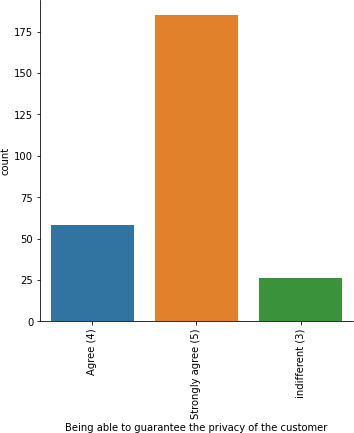 175
150
125
100
75
50
25
0
count
Agree (4)
Strongly agree (5)
indifferent (3)
Being able to guarantee the privacy of the customer